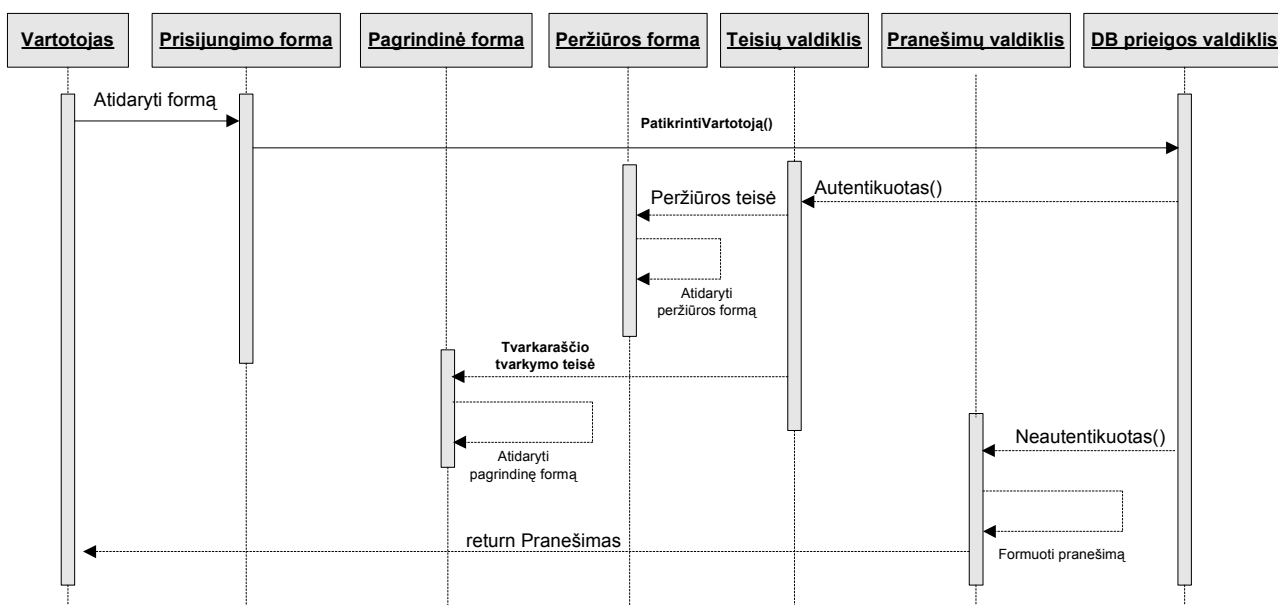 Vartotojas
Prisijungimo forma
Pagrindinė forma
Peržiūros forma
Teisių valdiklis
Pranešimų valdiklis
DB prieigos valdiklis
Atidaryti formą
PatikrintiVartotoją()
Autentikuotas()
Peržiūros teisė
Atidaryti
peržiūros formą
Tvarkaraščio
tvarkymo teisė
Atidaryti
pagrindinę formą
Neautentikuotas()
Formuoti pranešimą
return Pranešimas